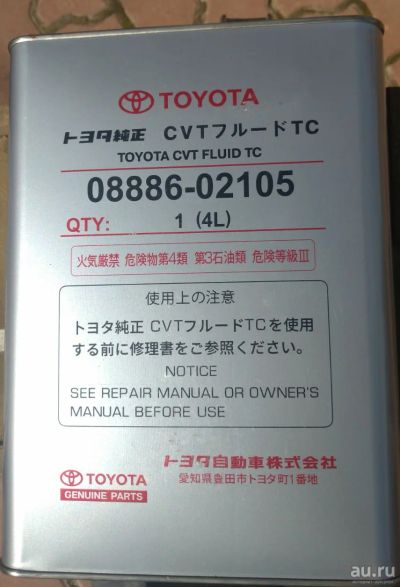 TOYOTA
トヨタ純正 CVTフルードTC
TOYOTA CVT FLUID TC
08886-02105
QTY: 1 (4L)
火気厳禁 危険物第4類 第3石油類 危険等級III
使用上の注意
トヨタ純正 CVTフルードTCを使用
する前に修理書をご参照ください。
NOTICE
SEE REPAIR MANUAL OR OWNER'S
MANUAL BEFORE USE
トヨタ自動車株式会社
愛知県豊田市トヨタ町1番地
TOYOTA
GENUINE PARTS
au.ru